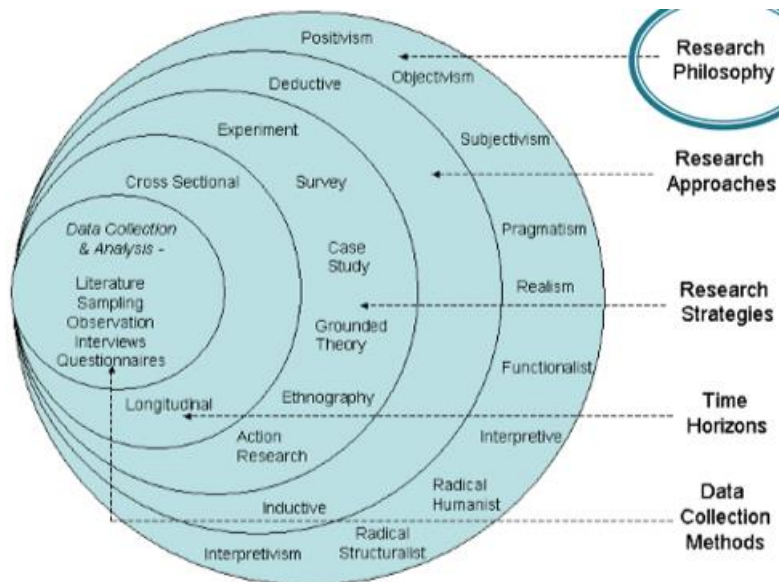 Positivism
Objectivism
Research
Philosophy
Deductive
Experiment
Subjectivism
Research
Approaches
Cross Sectional
Survey
Data Collection
& Analysis -
Pragmatism
Case
Study
Literature
Sampling
Observation
Interviews
Questionnaires
Realism
Research
Strategies
Grounded
Theory
Functionalist
Longitudinal
Ethnography
Time
Horizons
Action
Research
Interpretive
Radical
Humanist
Inductive
Data
Collection
Methods
Interpretivism
Radical
Structuralist